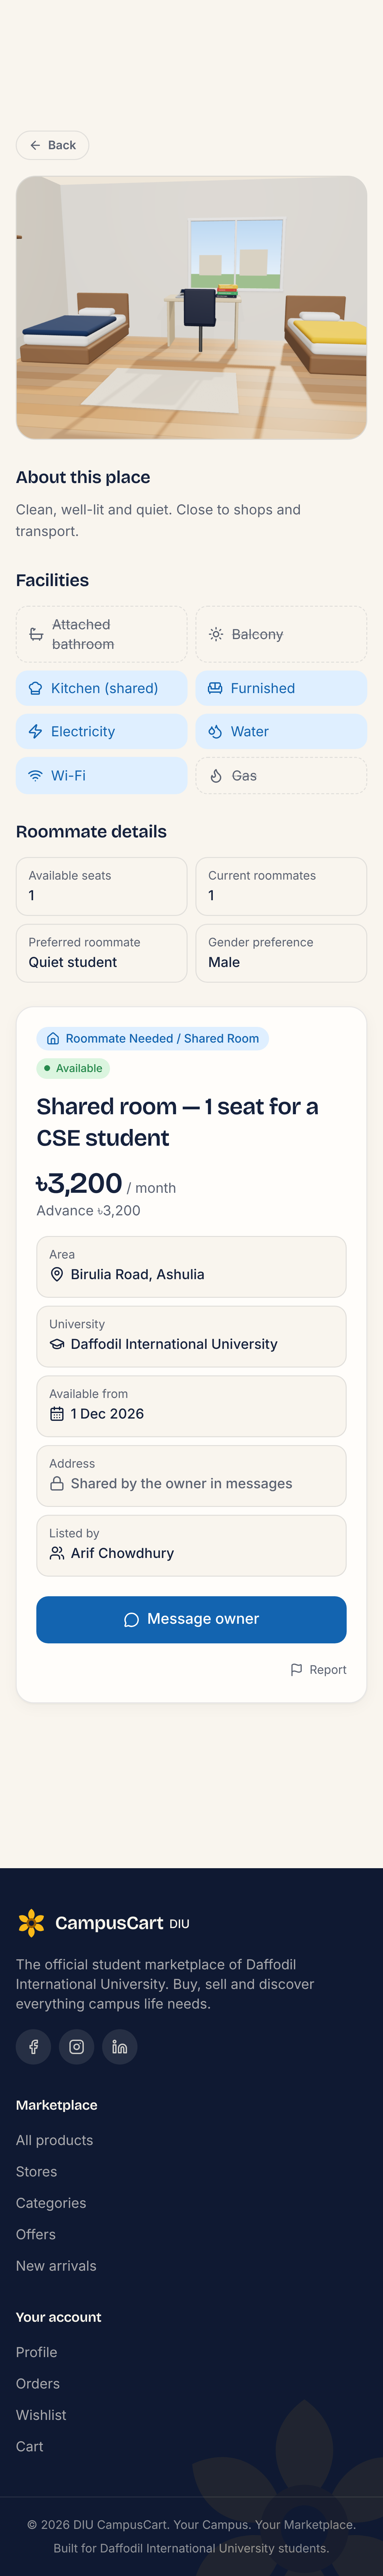 Back
About this place
Clean, well-lit and quiet. Close to shops and
transport.
Facilities
Attached
bathroom
Balcony
Kitchen (shared)
Furnished
Electricity
Water
Wi-Fi
Gas
Roommate details
Available seats
1
Current roommates
1
Preferred roommate
Quiet student
Gender preference
Male
Roommate Needed / Shared Room
Available
Shared room — 1 seat for a
CSE student
৳3,200 / month
Advance ৳3,200
Area
Birulia Road, Ashulia
University
Daffodil International University
Available from
1 Dec 2026
Address
Shared by the owner in messages
Listed by
Arif Chowdhury
Message owner
Report
CampusCart DIU
The official student marketplace of Daffodil
International University. Buy, sell and discover
everything campus life needs.
Marketplace
All products
Stores
Categories
Offers
New arrivals
Your account
Profile
Orders
Wishlist
Cart
© 2026 DIU CampusCart. Your Campus. Your Marketplace.
Built for Daffodil International University students.